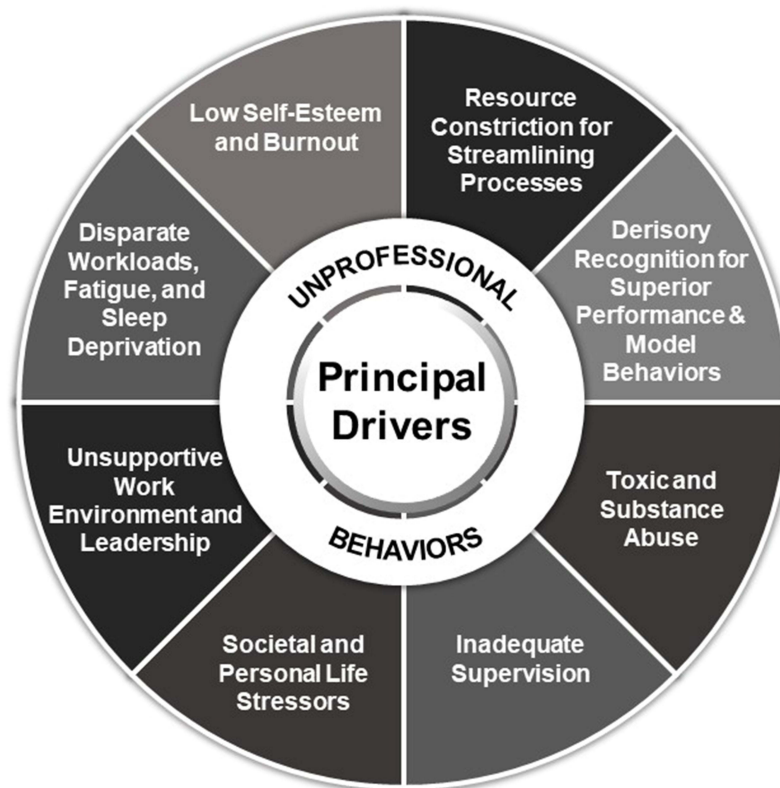 Low Self-Esteem
and Burnout
Resource
Constriction for
Streamlining
Processes
Derisory
Recognition for
Superior
Performance &
Model
Behaviors
Toxic and
Substance
Abuse
Inadequate
Supervision
Societal and
Personal Life
Stressors
Unsupportive
Work
Environment and
Leadership
Disparate
Workloads,
Fatigue, and
Sleep
Deprivation
UNPROFESSIONAL
Principal
Drivers
BEHAVIORS